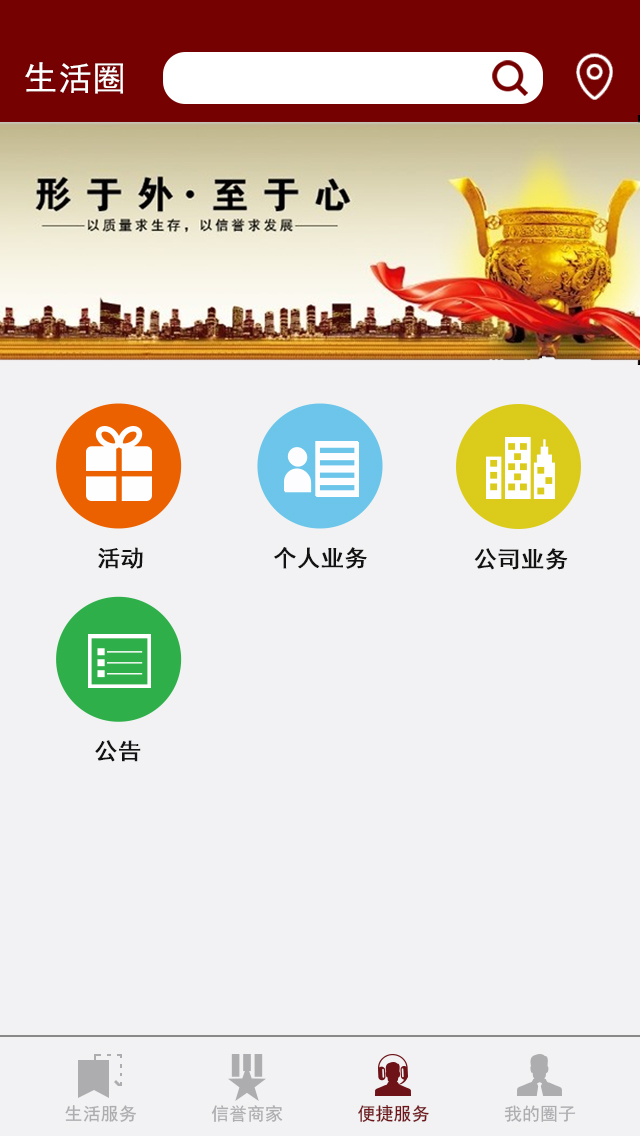 生活圈
形于外·至于心
——以质量求生存，以信誉求发展——
活动
个人业务
公司业务
公告
生活服务
信誉商家
便捷服务
我的圈子